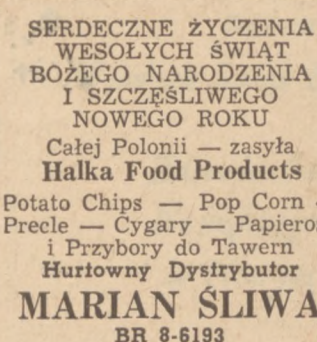 SERDECZNE ŻYCZENIA
WESOŁYCH ŚWIĄT
BOŻEGO NARODZENIA
I SZCZĘŚLIWEGO
NOWEGO ROKU
Całej Polonii — zasyła
Halka Food Products
Potato Chips — Pop Corn -
Precle — Cygary — Papiero
i Przybory do Tawern
Hurtowny Dystrybutor
MARIAN ŚLIWA
BR 8-6193